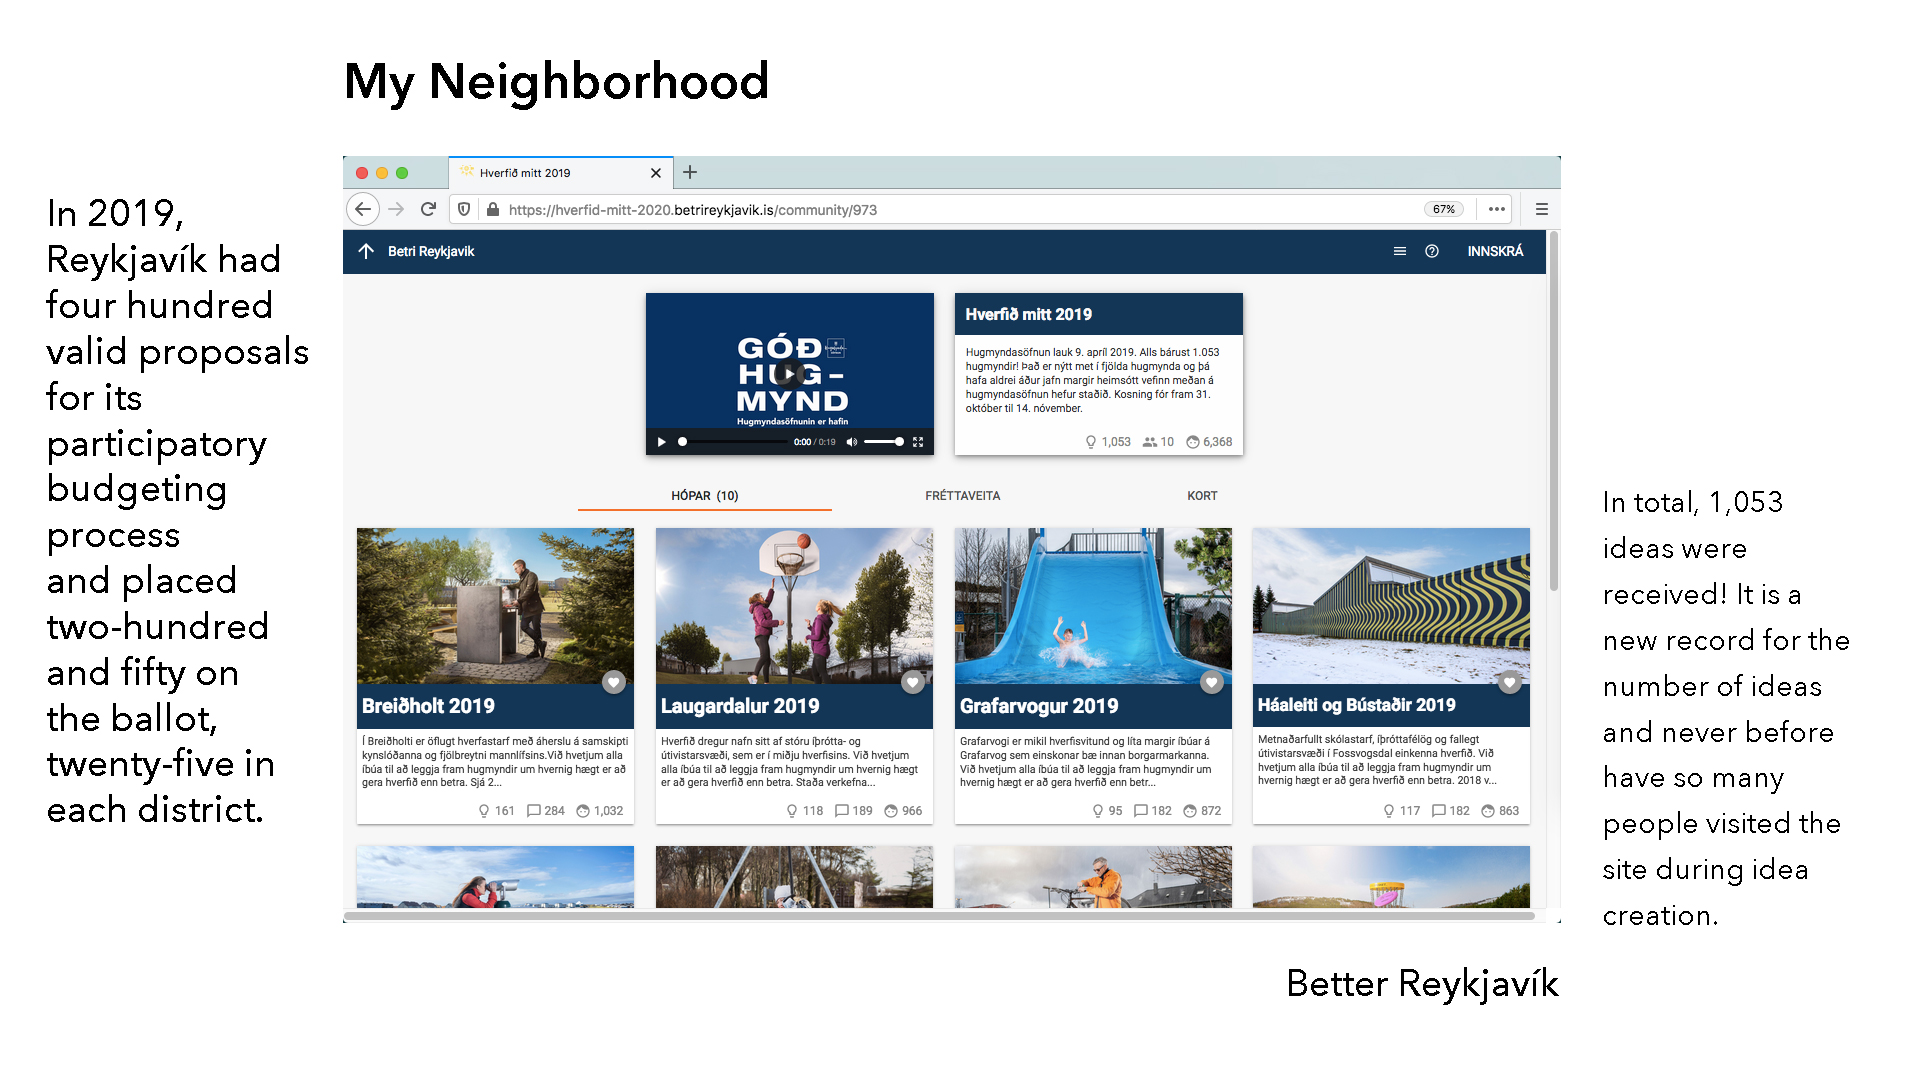 My Neighborhood
In 2019,
Reykjavík had
four hundred
valid proposals
for its
participatory
budgeting
process
and placed
two-hundred
and fifty on
the ballot,
twenty-five in
each district.
Hverfið mitt 2019
https://hverfid-mitt-2020.betrireykjavik.is/community/973
67%
Betri Reykjavik
INNSKRÁ
GÓÐ
HUG-
MYND
Hugmyndasöfnunin er hafin
0:00 / 0:19
Hverfið mitt 2019
Hugmyndasöfnun lauk 9. apríl 2019. Alls bárust 1.053
hugmyndir! Það er nýtt met í fjölda hugmynda og þá
hafa aldrei áður jafn margir heimsótt vefinn meðan á
hugmyndasöfnun hefur staðið. Kosning fór fram 31.
október til 14. nóvember.
1,053 10 6,368
HÓPAR (10)
FRÉTTAVEITA
KORT
Breiðholt 2019
Í Breiðholti er öflugt hverfastarf með áherslu á samskipti
kynslóðanna og fjölbreytni mannlífsins.Við hvetjum alla
íbúa til að leggja fram hugmyndir um hvernig hægt er að
gera hverfið enn betra. Sjá 2...
161 284 1,032
Laugardalur 2019
Hverfið dregur nafn sitt af stóru íþrótta- og
útivistarsvæði, sem er í miðju hverfisins. Við hvetjum
alla íbúa til að leggja fram hugmyndir um hvernig hægt
er að gera hverfið enn betra. Staða verkefna...
118 189 966
Grafarvogur 2019
Grafarvogi er mikil hverfisvitund og líta margir íbúar á
Grafarvog sem einskonar bæ innan borgarmarkanna.
Við hvetjum alla íbúa til að leggja fram hugmyndir um
hvernig hægt er að gera hverfið enn betr...
95 182 872
Háaleiti og Bústaðir 2019
Metnaðarfullt skólastarf, íþróttafélög og fallegt
útivistarsvæði í Fossvogsdal einkenna hverfið. Við
hvetjum alla íbúa til að leggja fram hugmyndir um
hvernig hægt er að gera hverfið enn betra. 2018 v...
117 182 863
In total, 1,053
ideas were
received! It is a
new record for the
number of ideas
and never before
have so many
people visited the
site during idea
creation.
Better Reykjavík